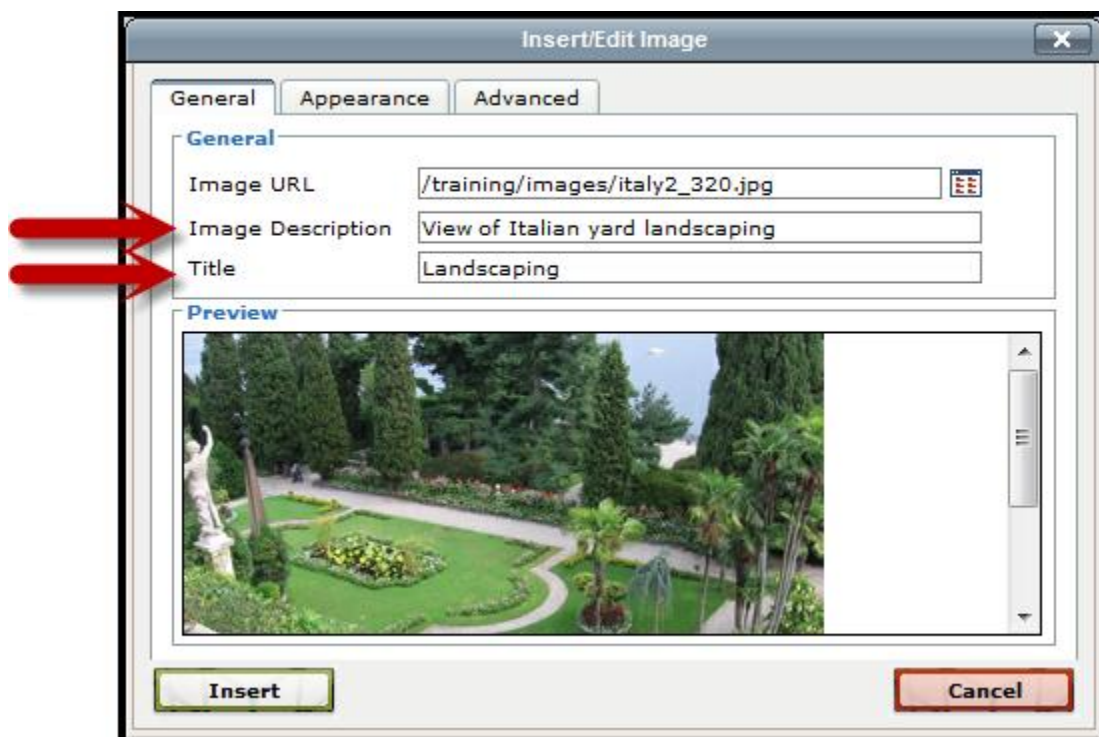 Insert/Edit Image
General Appearance Advanced
General
Image URL /training/images/italy2_320.jpg
Image Description View of Italian yard landscaping
Title Landscaping
Preview
Insert Cancel